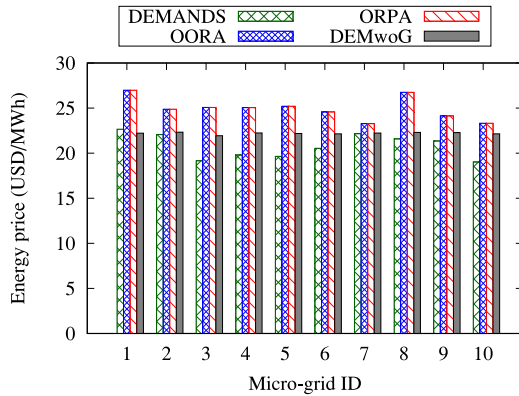 DEMANDS ORPA
OORA DEMwoG
30
25
20
15
10
5
0
Energy price (USD/MWh)
1 2 3 4 5 6 7 8 9 10
Micro-grid ID